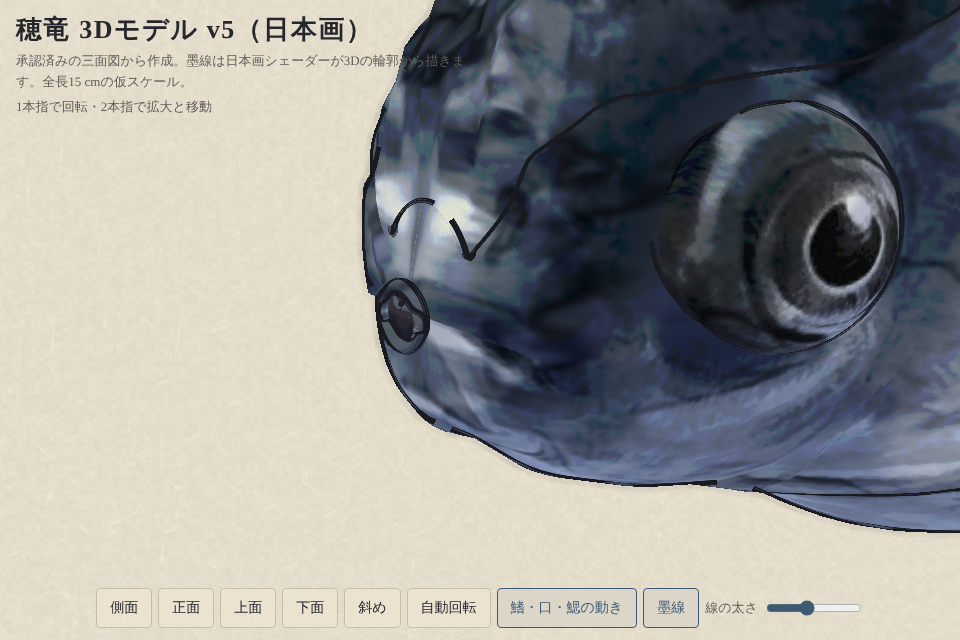 穂竜 3Dモデル v5（日本画）
承認済みの三面図から作成。墨線は日本画シェーダーが3Dの輪郭から描きま
す。全長15 cmの仮スケール。
1本指で回転・2本指で拡大と移動
側面 正面 上面 下面 斜め 自動回転 鰭・口・鰓の動き 墨線 線の太さ